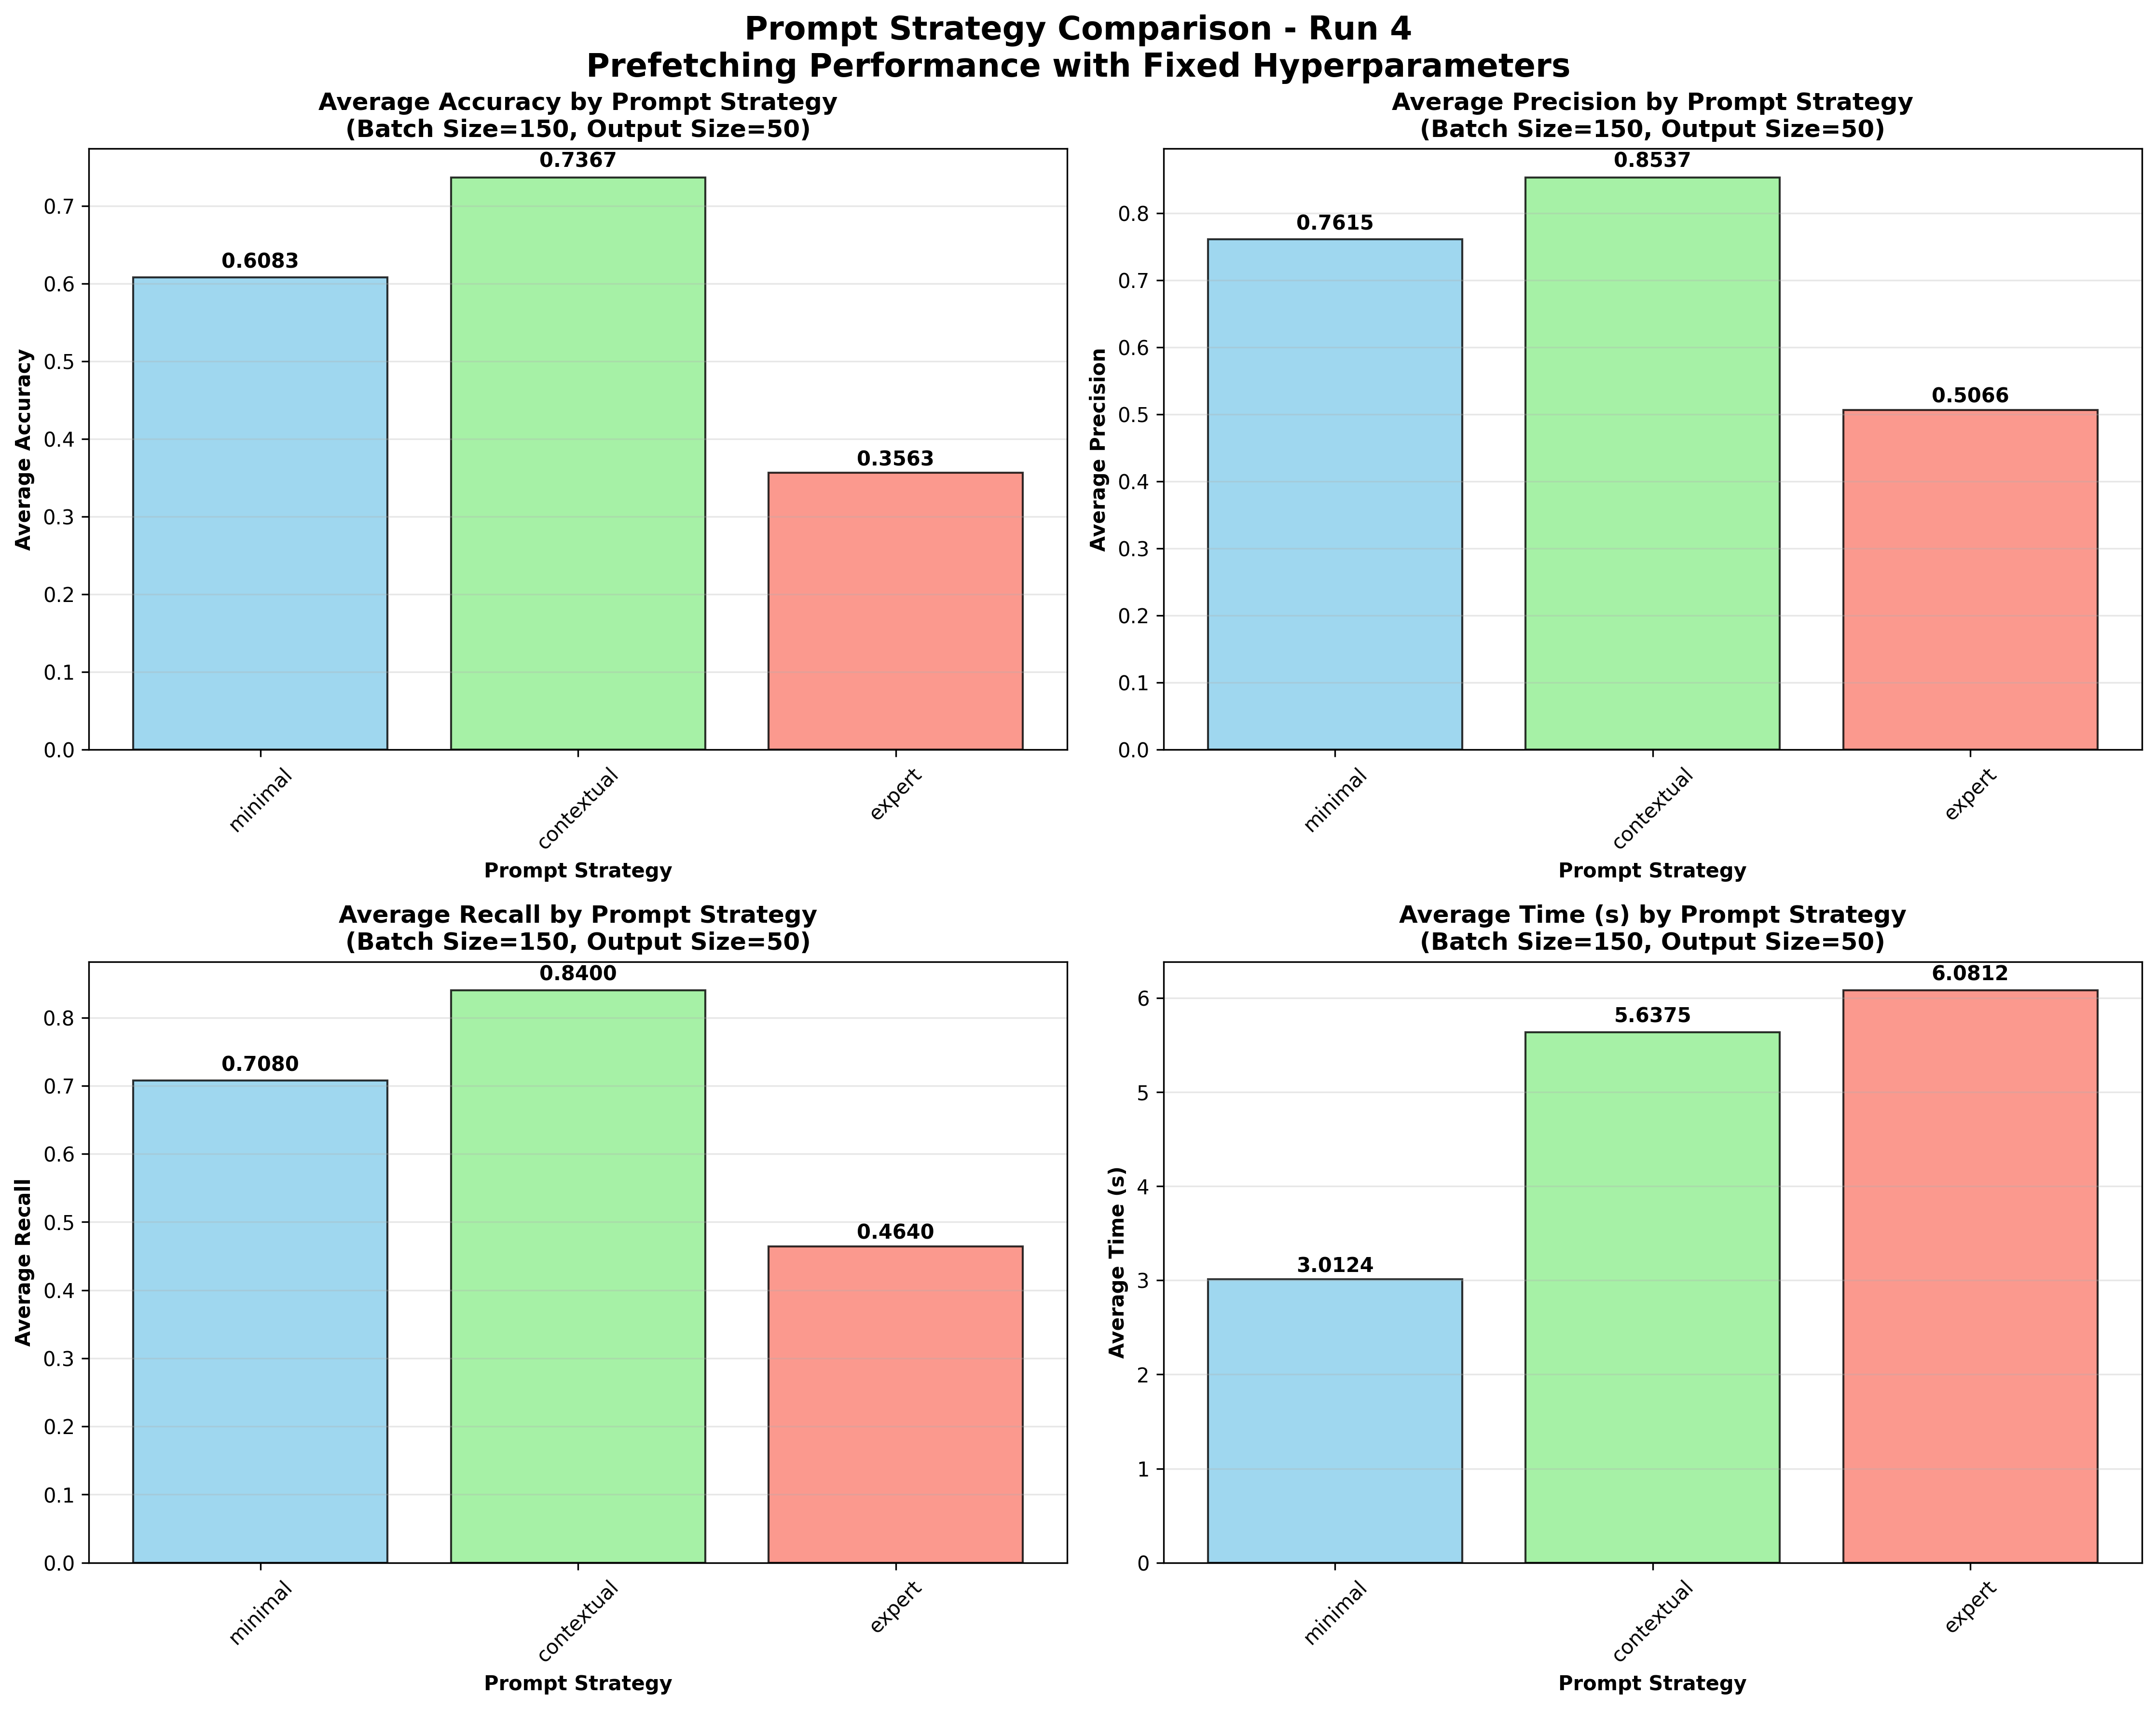 Prompt Strategy Comparison - Run 4
Prefetching Performance with Fixed Hyperparameters
Average Accuracy by Prompt Strategy
(Batch Size=150, Output Size=50)
0.7367
0.6083
0.3563
0.7
0.6
0.5
0.4
0.3
0.2
0.1
0.0
Average Accuracy
minimal
contextual
expert
Prompt Strategy
Average Precision by Prompt Strategy
(Batch Size=150, Output Size=50)
0.8537
0.7615
0.5066
0.8
0.7
0.6
0.5
0.4
0.3
0.2
0.1
0.0
Average Precision
minimal
contextual
expert
Prompt Strategy
Average Recall by Prompt Strategy
(Batch Size=150, Output Size=50)
0.8400
0.7080
0.4640
0.8
0.7
0.6
0.5
0.4
0.3
0.2
0.1
0.0
Average Recall
minimal
contextual
expert
Prompt Strategy
Average Time (s) by Prompt Strategy
(Batch Size=150, Output Size=50)
6.0812
5.6375
3.0124
6
5
4
3
2
1
0
Average Time (s)
minimal
contextual
expert
Prompt Strategy